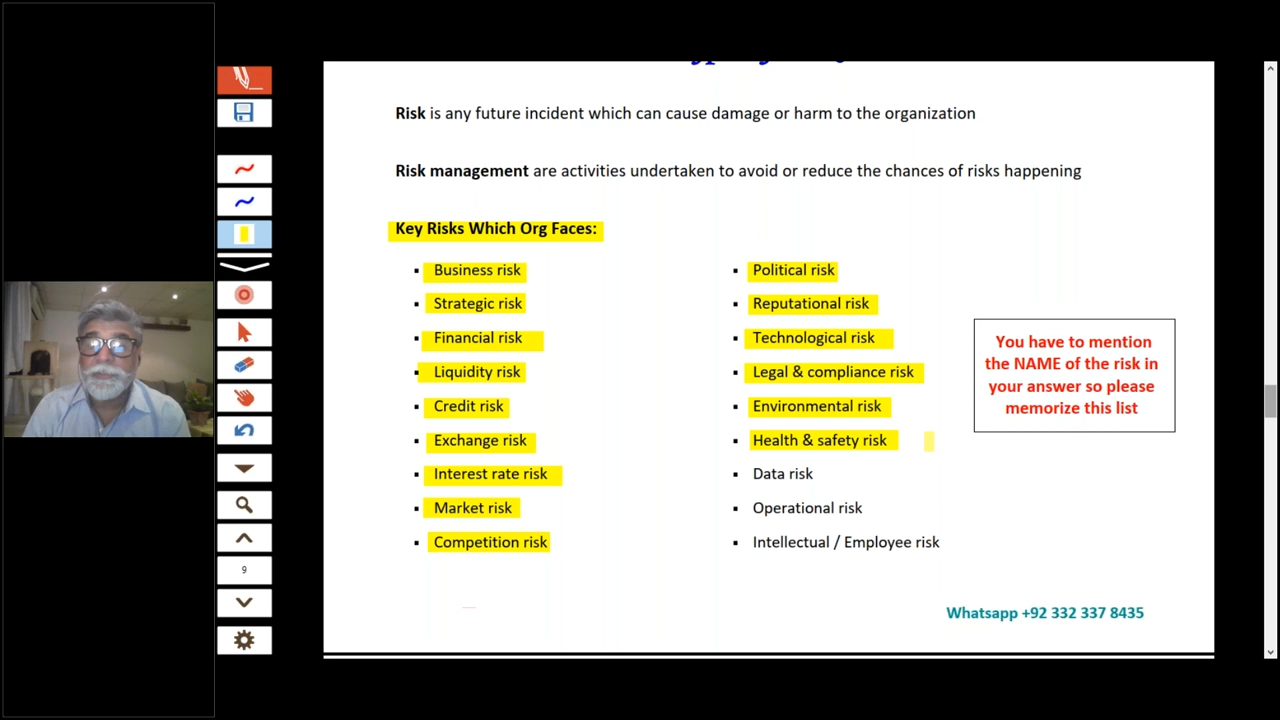 Risk is any future incident which can cause damage or harm to the organization
Risk management are activities undertaken to avoid or reduce the chances of risks happening
Key Risks Which Org Faces:
▪ Business risk
▪ Strategic risk
▪ Financial risk
▪ Liquidity risk
▪ Credit risk
▪ Exchange risk
▪ Interest rate risk
▪ Market risk
▪ Competition risk
▪ Political risk
▪ Reputational risk
▪ Technological risk
▪ Legal & compliance risk
▪ Environmental risk
▪ Health & safety risk
▪ Data risk
▪ Operational risk
▪ Intellectual / Employee risk
You have to mention
the NAME of the risk in
your answer so please
memorize this list
Whatsapp +92 332 337 8435
9